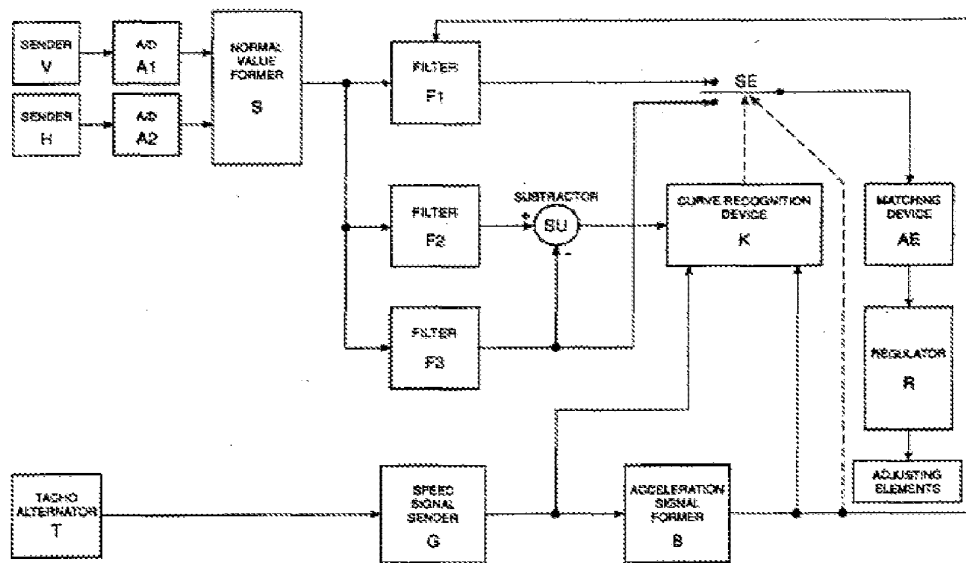 SENDER
V
A/D
A1
SENDER
H
A/D
A2
NORMAL
VALUE
FORMER
S
FILTER
F1
SE
FILTER
F2
SUBTRACTOR
+
SU
-
CURVE RECOGNITION
DEVICE
K
MATCHING
DEVICE
AE
FILTER
F3
REGULATOR
R
ADJUSTING
ELEMENTS
TACHO
ALTERNATOR
T
SPEED
SIGNAL
SENDER
G
ACCELERATION
SIGNAL
FORMER
B